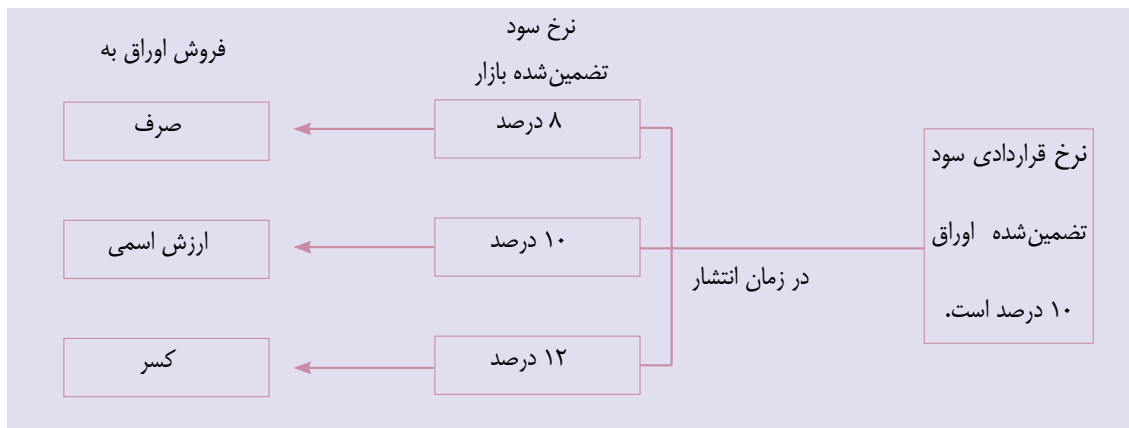 نرخ سود
تضمین‌شده بازار
فروش اوراق به
نرخ قراردادی سود
تضمین‌شده اوراق
۱۰ درصد است.
در زمان انتشار
۸ درصد
صرف
۱۰ درصد
ارزش اسمی
۱۲ درصد
کسر